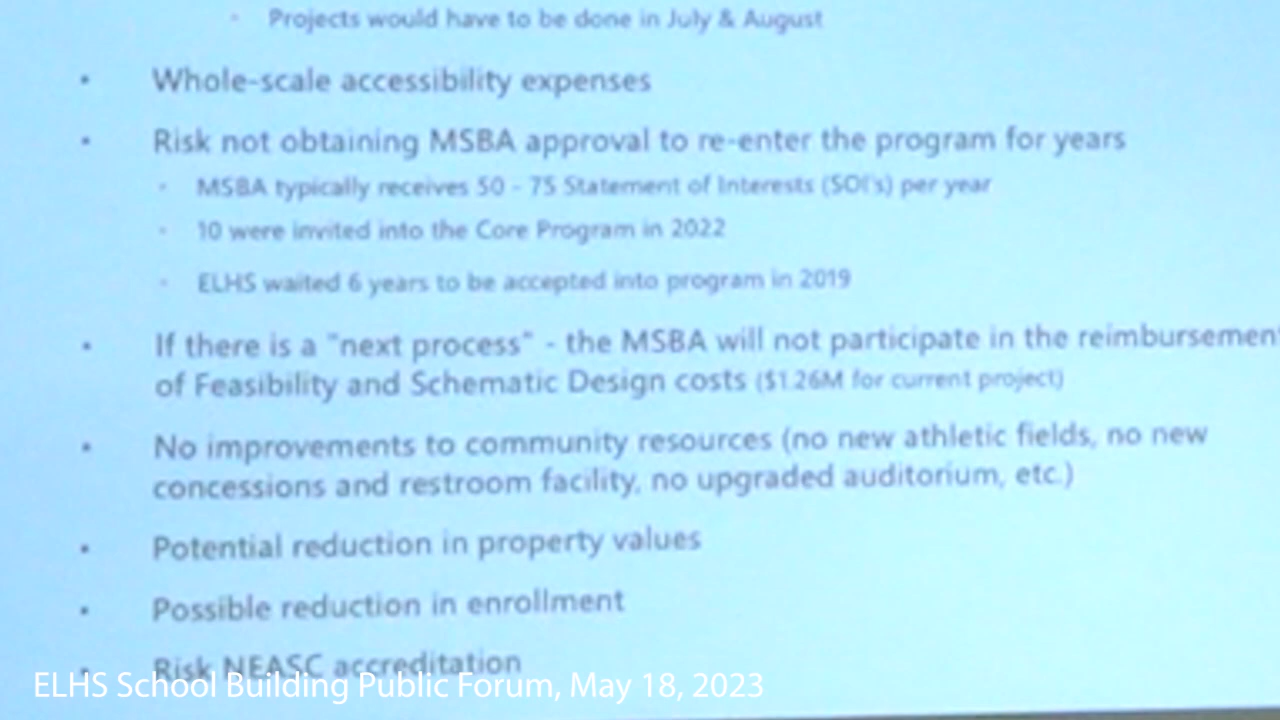 Projects would have to be done in July & August
• Whole-scale accessibility expenses
• Risk not obtaining MSBA approval to re-enter the program for years
MSBA typically receives 50 - 75 Statement of Interests (SOI's) per year
10 were invited into the Core Program in 2022
ELHS waited 6 years to be accepted into program in 2019
• If there is a "next process" - the MSBA will not participate in the reimbursemen
of Feasibility and Schematic Design costs ($1.26M for current project)
• No improvements to community resources (no new athletic fields, no new
concessions and restroom facility, no upgraded auditorium, etc.)
• Potential reduction in property values
• Possible reduction in enrollment
• Risk NEASC accreditation
ELHS School Building Public Forum, May 18, 2023